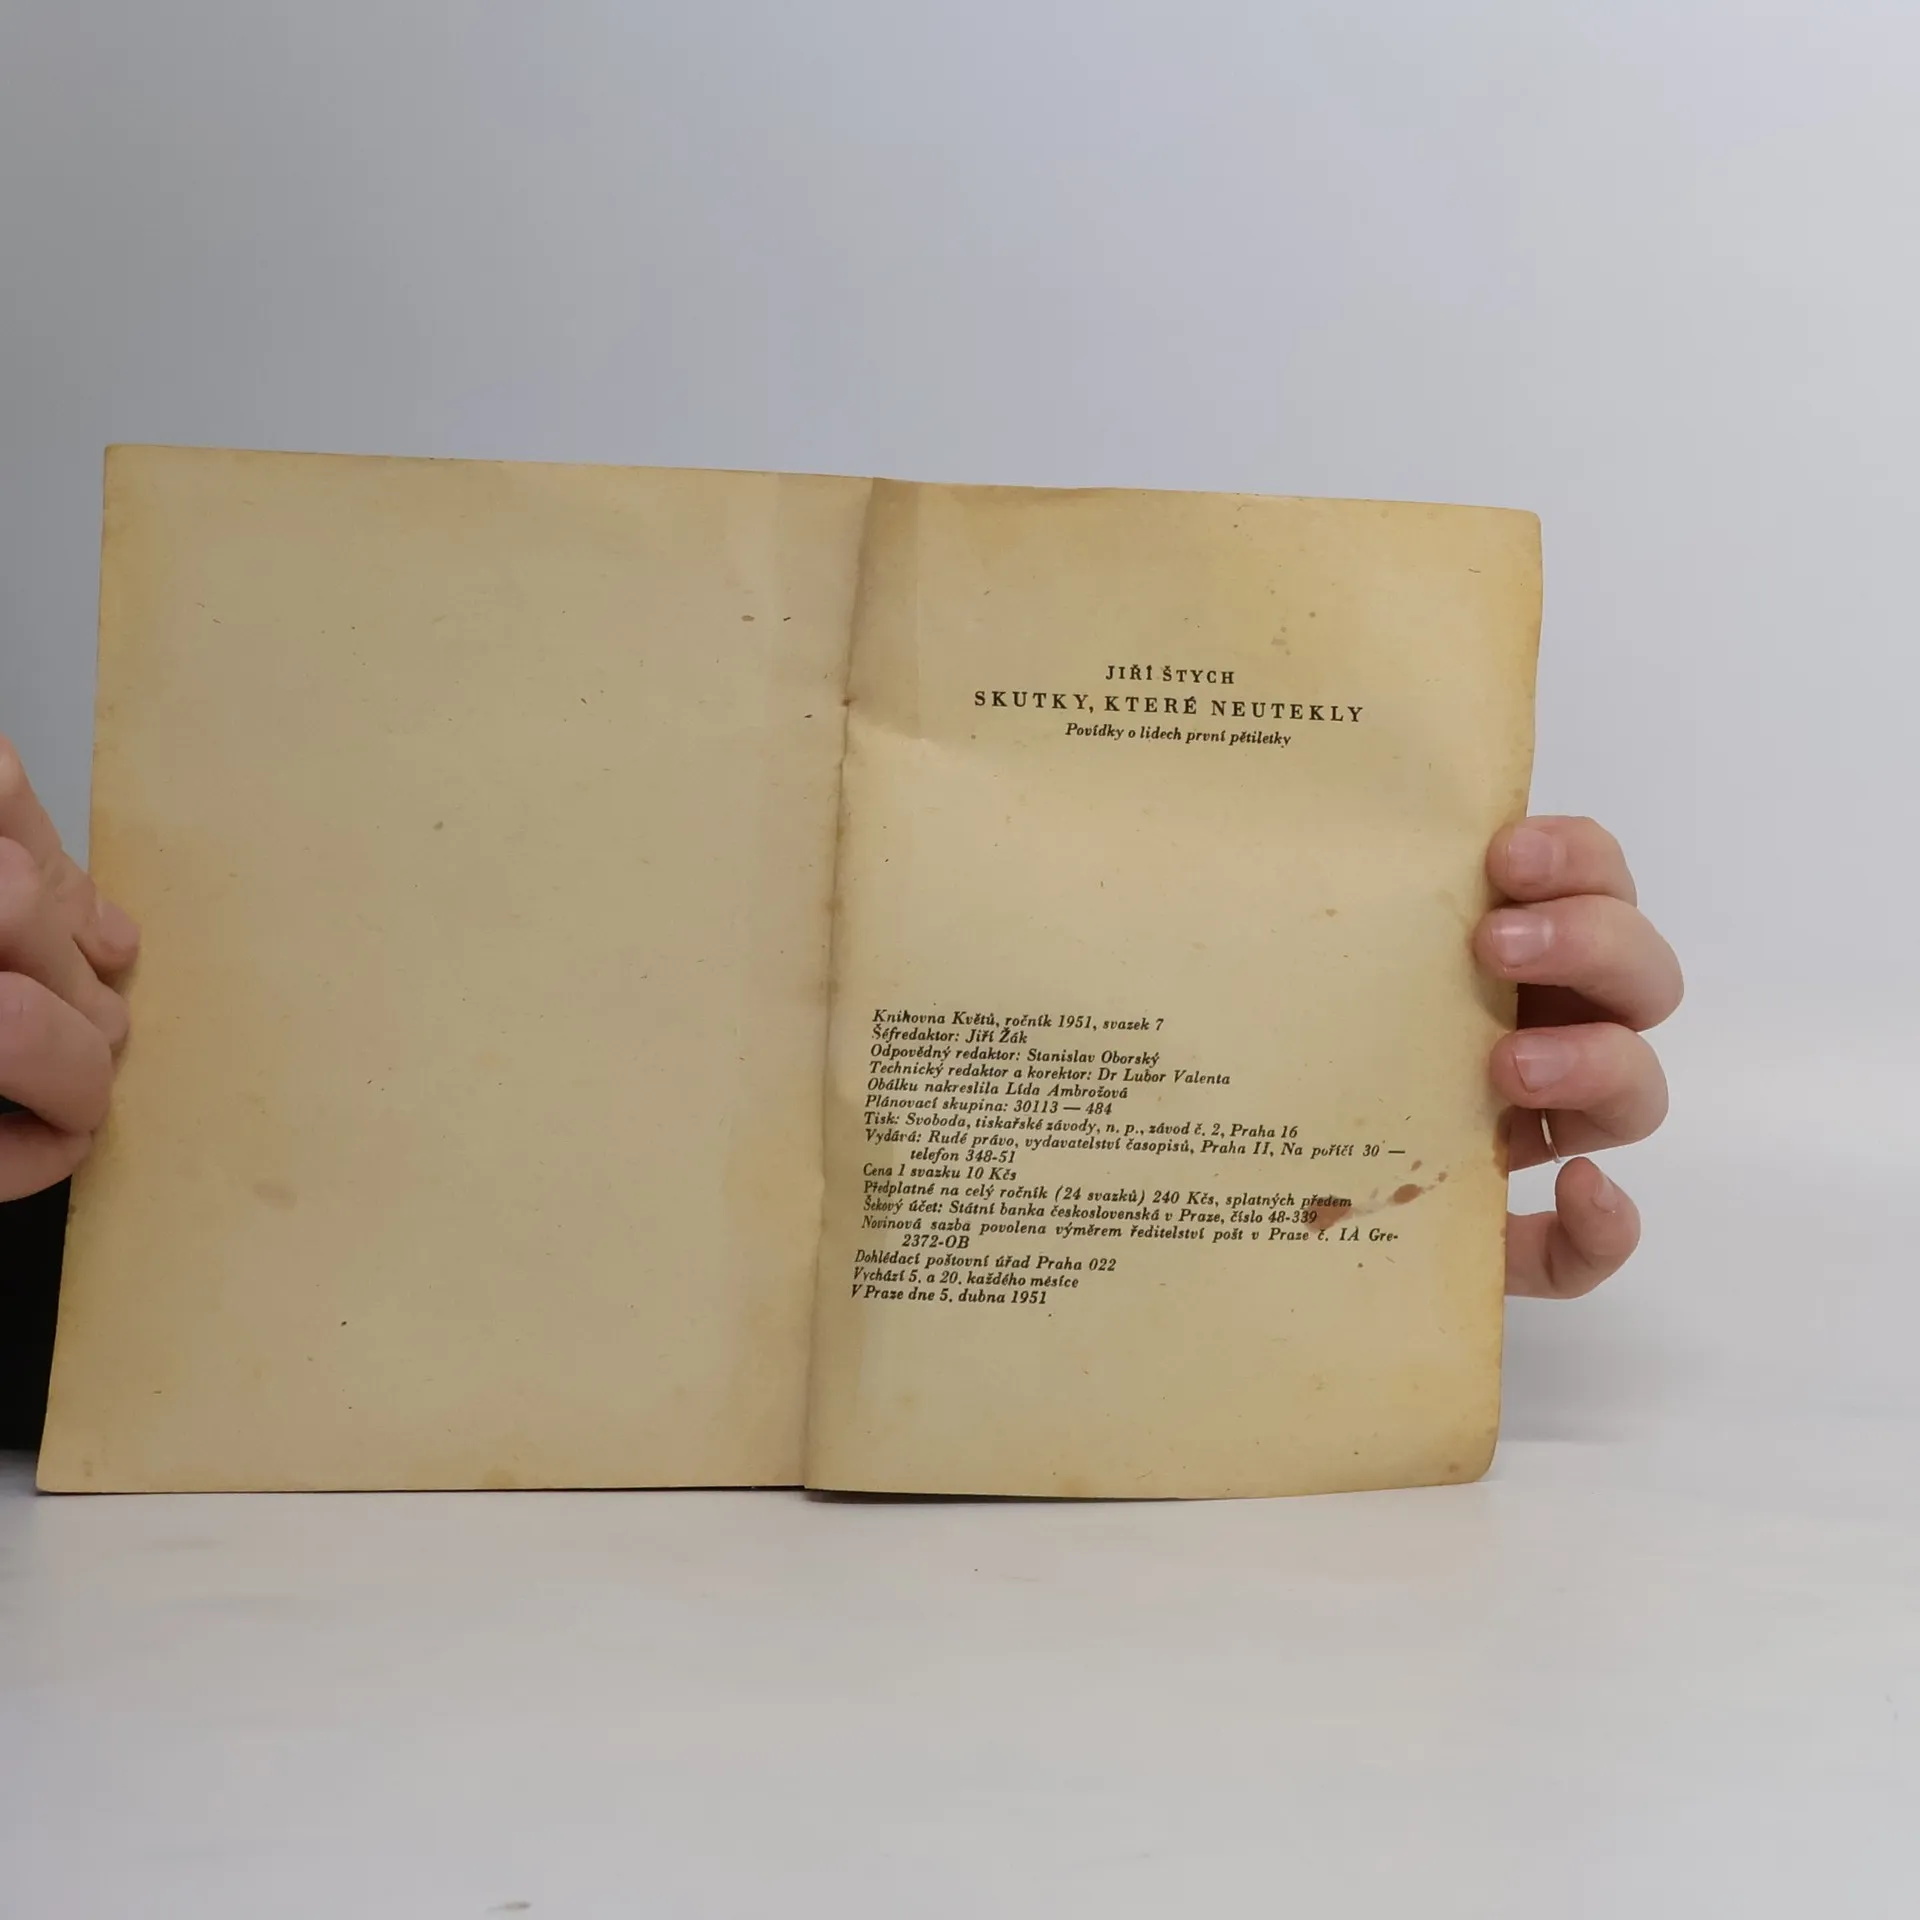 JIŘÍ ŠTYCH
SKUTKY, KTERÉ NEUTEKLY
Povídky o lidech první pětiletky
Knihovna Květů, ročník 1951, svazek 7
Šéfredaktor: Jiří Žák
Odpovědný redaktor: Stanislav Oborský
Technický redaktor a korektor: Dr Lubor Valenta
Obálku nakreslila Lída Ambrožová
Plánovací skupina: 30113 — 484
Tisk: Svoboda, tiskařské závody, n. p., závod č. 2, Praha 16
Vydává: Rudé právo, vydavatelství časopisů, Praha II, Na poříčí 30 —
telefon 348-51
Cena 1 svazku 10 Kčs
Předplatné na celý ročník (24 svazků) 240 Kčs, splatných předem
Šekový účet: Státní banka československá v Praze, číslo 48-339
Novinová sazba povolena výměrem ředitelství pošt v Praze č. IA Gre-
2372-OB
Dohlédací poštovní úřad Praha 022
Vychází 5. a 20. každého měsíce
V Praze dne 5. dubna 1951